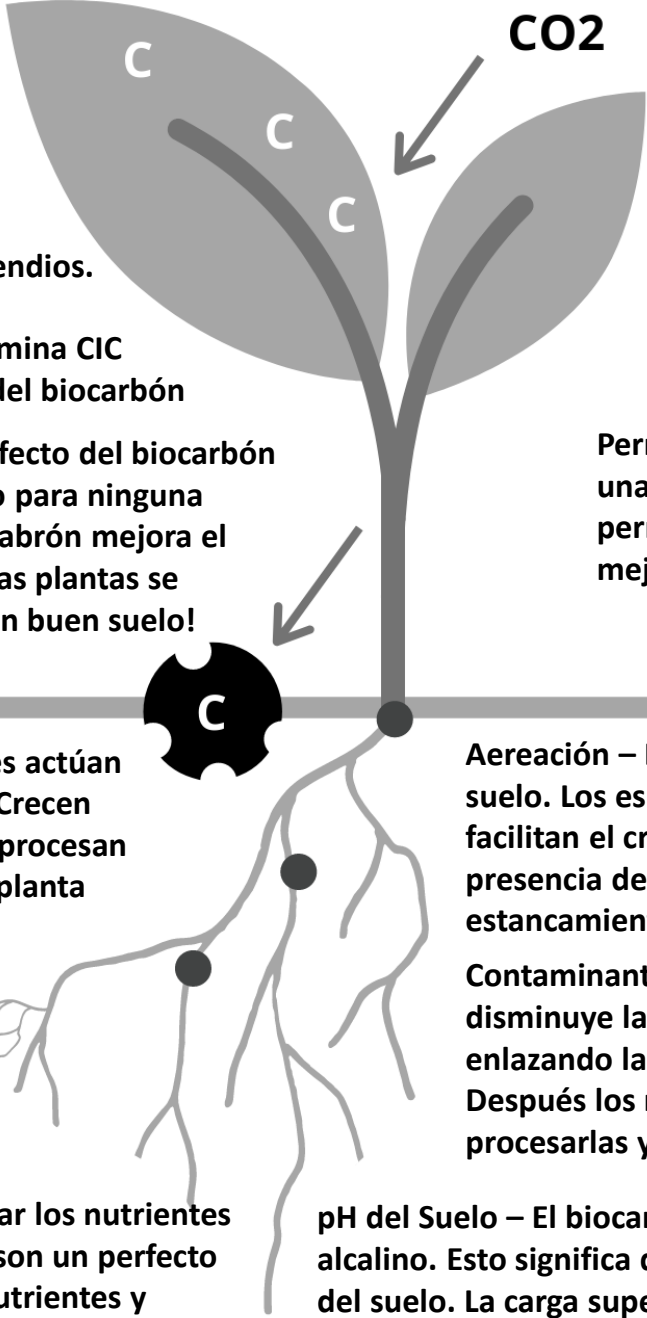 CO2
C
C
C
endios.
mina CIC
del biocarbón
fecto del biocarbón
o para ninguna
abrón mejora el
as plantas se
n buen suelo!
Perm
una
perm
mej
C
es actúan
Crecen
procesan
planta
Aereación –
suelo. Los es
facilitan el cr
presencia de
estancamien
Contaminant
disminuye la
enlazando la
Después los
procesarlas y
ar los nutrientes
son un perfecto
utrientes y
pH del Suelo – El biocar
alcalino. Esto significa
del suelo. La carga supe